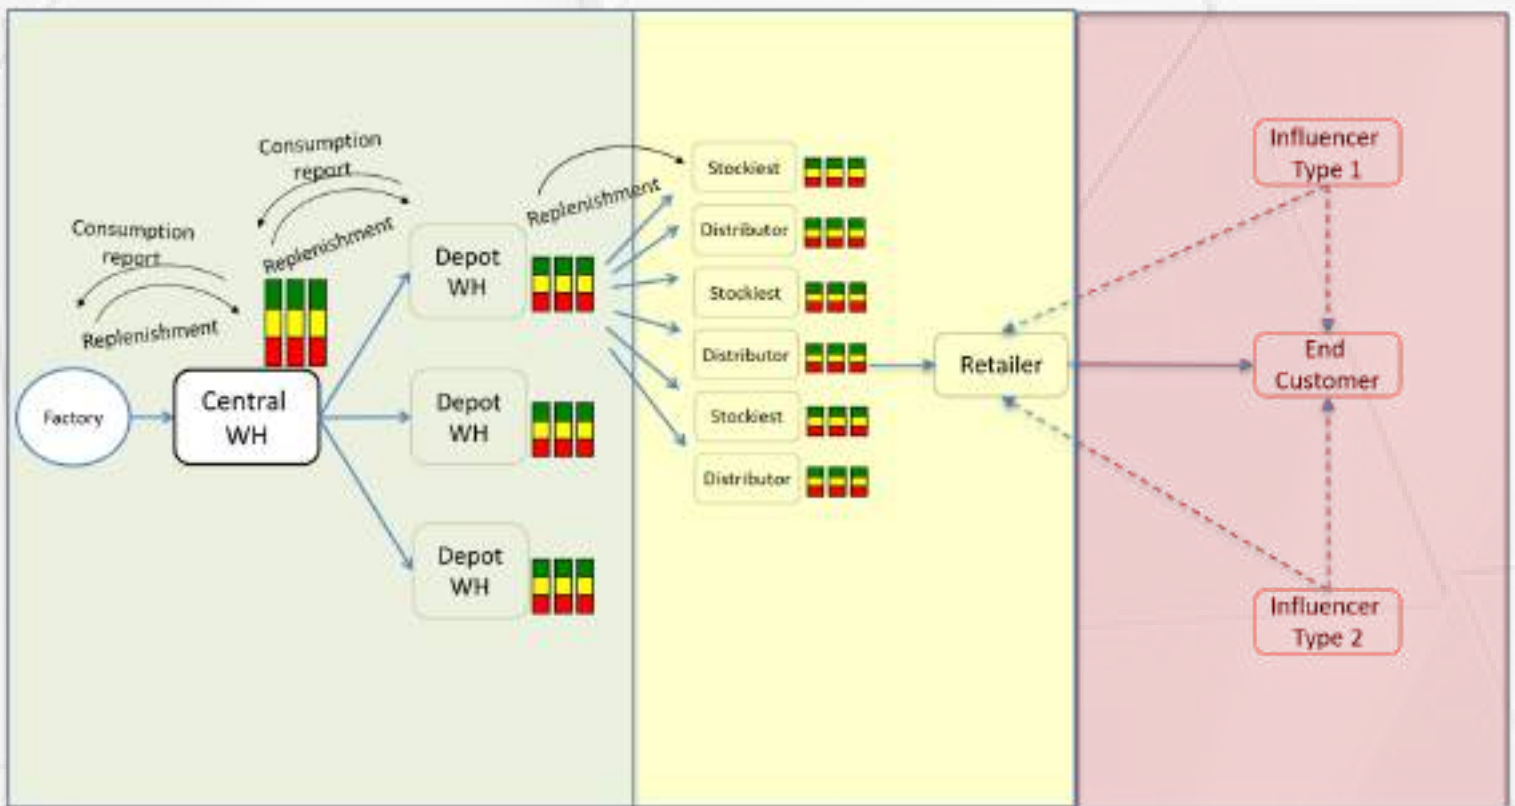 Consumption
report
Replenishment
Consumption
report
Replenishment
Replenishment
Factory
Central
WH
Depot
WH
Depot
WH
Depot
WH
Stockiest
Distributor
Stockiest
Distributor
Stockiest
Distributor
Retailer
Influencer
Type 1
End
Customer
Influencer
Type 2